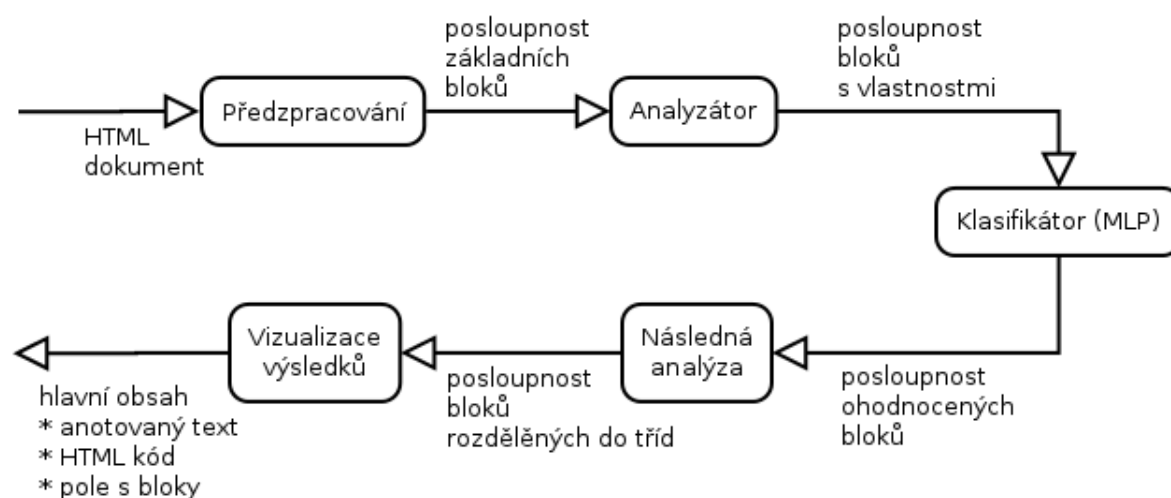 HTML
dokument
Předzpracování
posloupnost
základních
bloků
Analyzátor
posloupnost
bloků
s vlastnostmi
Klasifikátor (MLP)
posloupnost
ohodnocených
bloků
Následná
analýza
posloupnost
bloků
rozdělěných do tříd
Vizualizace
výsledků
hlavní obsah
* anotovaný text
* HTML kód
* pole s bloky